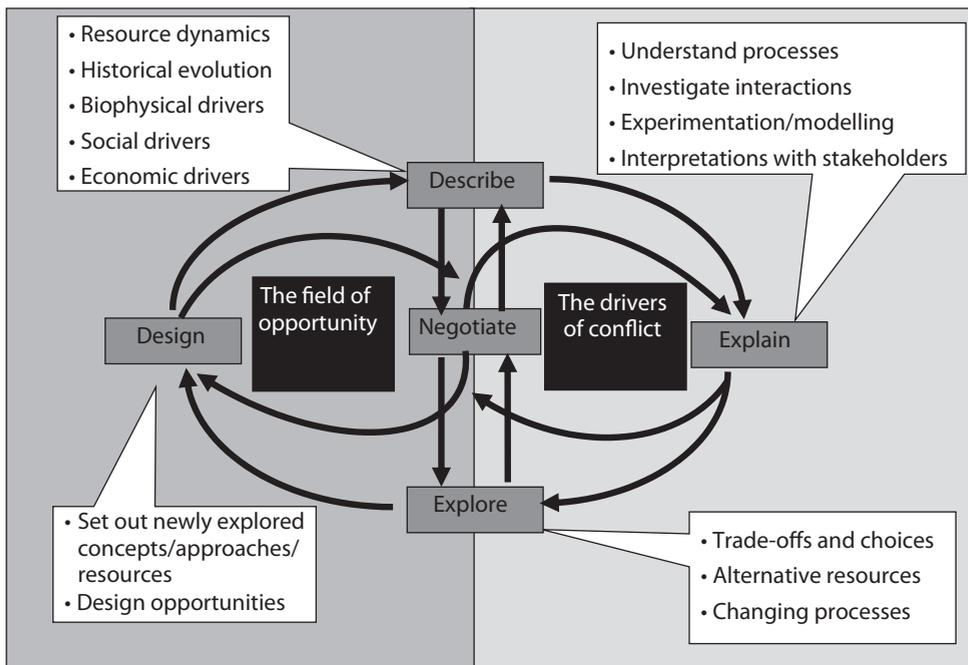 • Resource dynamics
• Historical evolution
• Biophysical drivers
• Social drivers
• Economic drivers
• Understand processes
• Investigate interactions
• Experimentation/modelling
• Interpretations with stakeholders
Describe
The field of
opportunity
The drivers
of conflict
Design
Negotiate
Explain
Explore
• Set out newly explored
concepts/approaches/
resources
• Design opportunities
• Trade-offs and choices
• Alternative resources
• Changing processes